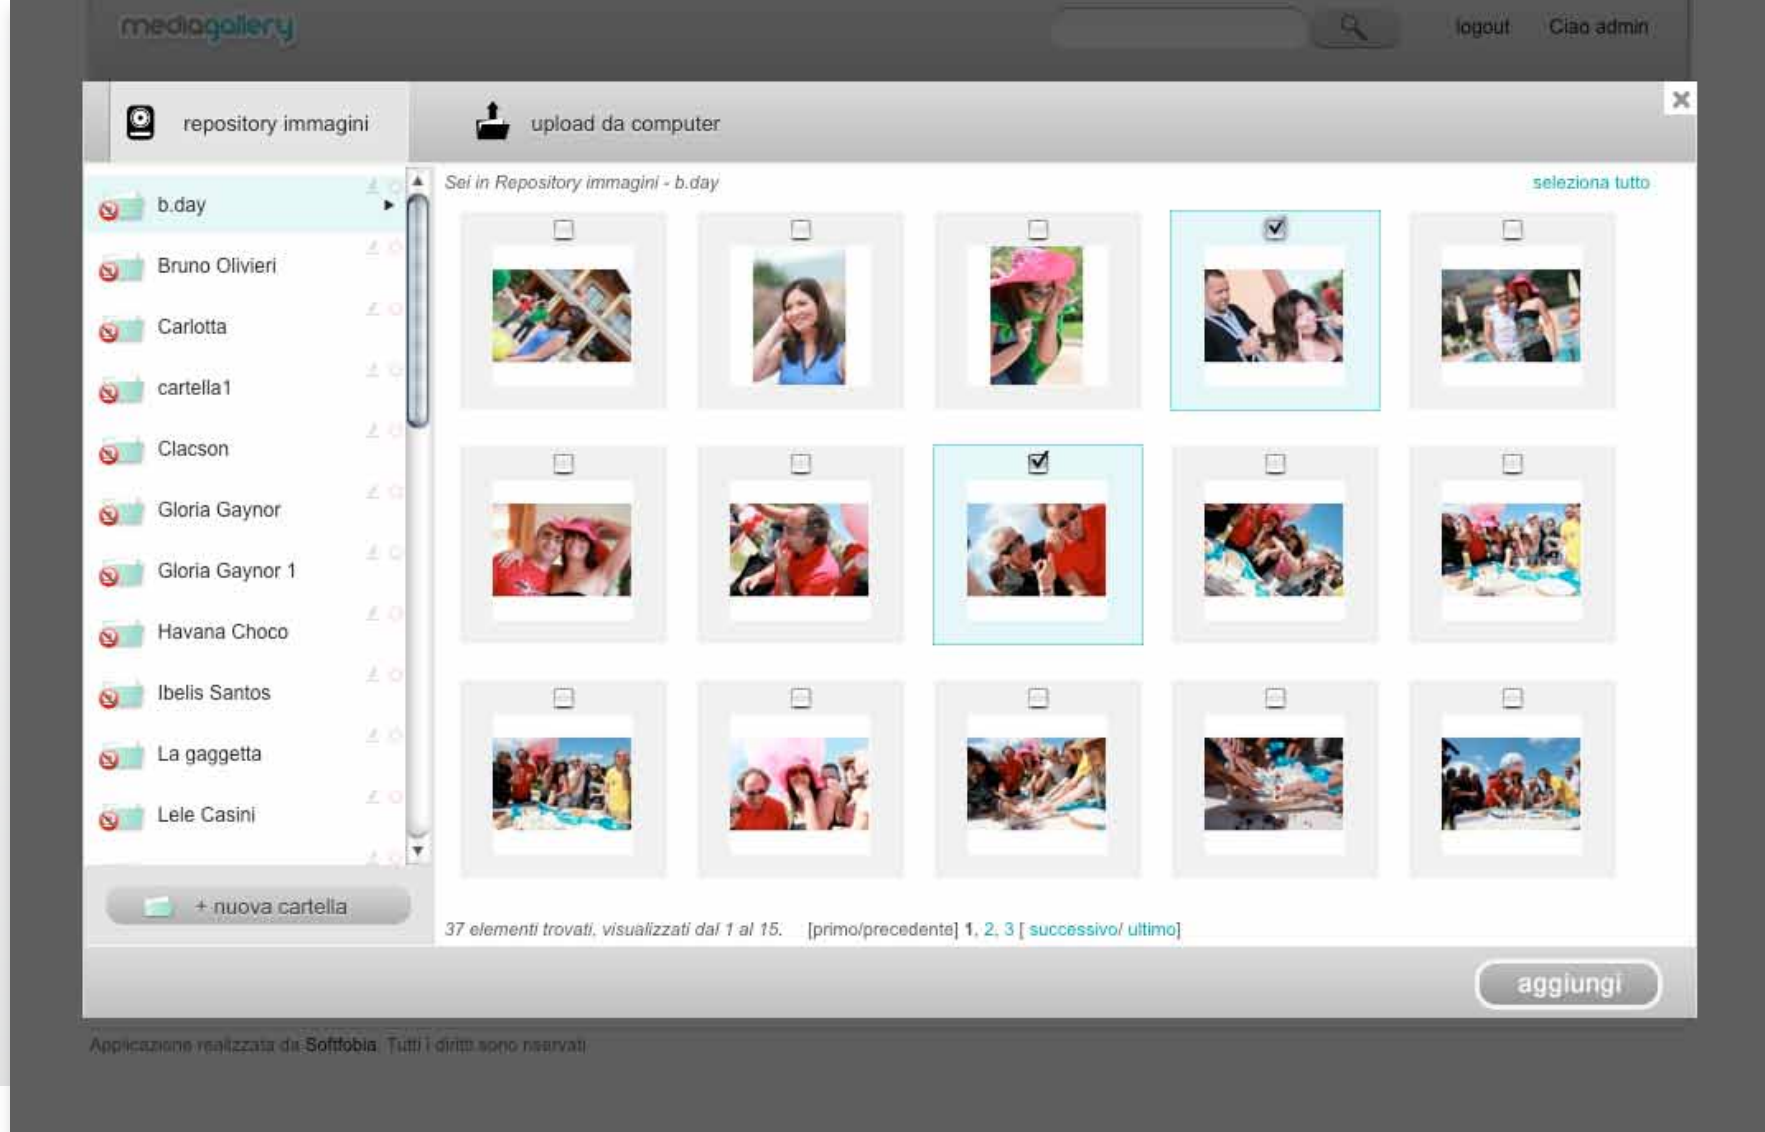 mediagallery
logout Ciao admin
repository immagini
upload da computer
b.day
Bruno Olivieri
Carlotta
cartella1
Clacson
Gloria Gaynor
Gloria Gaynor 1
Havana Choco
Ibelis Santos
La gaggetta
Lele Casini
+ nuova cartella
Sei in Repository immagini - b.day
seleziona tutto
37 elementi trovati, visualizzati dal 1 al 15. [primo/precedente] 1, 2, 3 [ successivo/ ultimo]
aggiungi
Applicazione realizzata da Softfobia. Tutti i diritti sono riservati